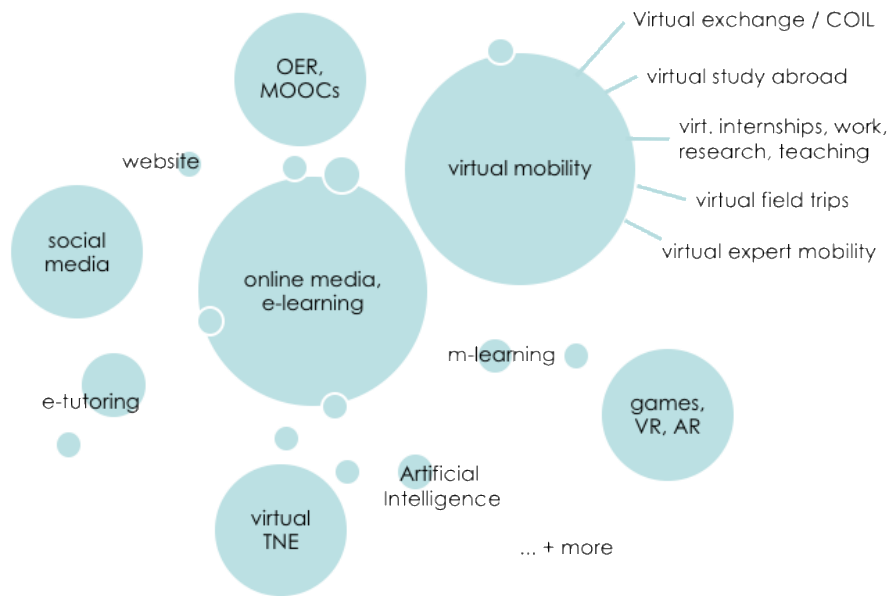 Virtual exchange / COIL
OER,
MOOCs
virtual study abroad
virt. internships, work,
research, teaching
website
virtual mobility
virtual field trips
social
media
virtual expert mobility
online media,
e-learning
m-learning
e-tutoring
games,
VR, AR
Artificial
Intelligence
virtual
TNE
... + more